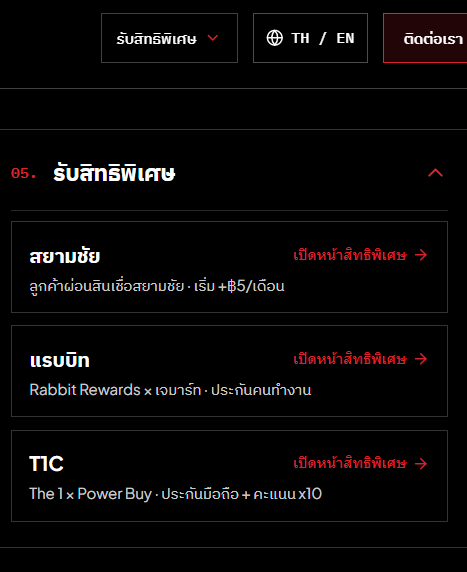 รับสิทธิพิเศษ
TH / EN
ติดต่อเรา
05. รับสิทธิพิเศษ
สยามชัย
เปิดหน้าสิทธิพิเศษ →
ลูกค้าผ่อนสินเชื่อสยามชัย · เริ่ม +฿5/เดือน
แรบบิท
เปิดหน้าสิทธิพิเศษ →
Rabbit Rewards × เจมาร์ท · ประกันคนทำงาน
T1C
เปิดหน้าสิทธิพิเศษ →
The 1 × Power Buy · ประกันมือถือ + คะแนน x10